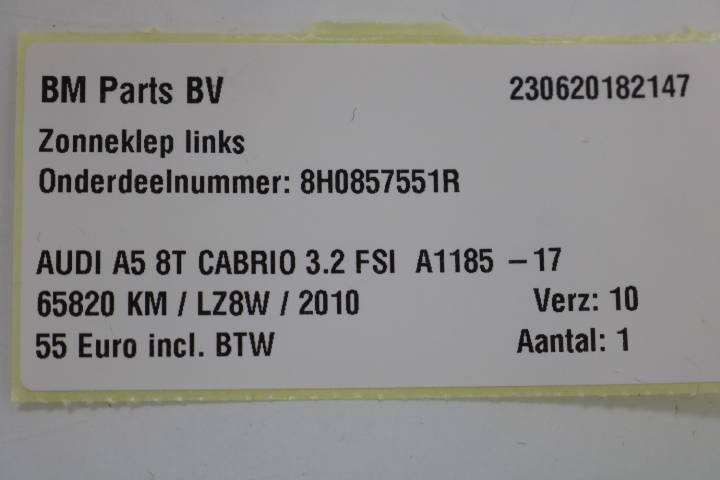 BM Parts BV 230620182147
Zonneklep links
Onderdeelnummer: 8H0857551R
AUDI A5 8T CABRIO 3.2 FSI A1185 – 17
65820 KM / LZ8W / 2010 Verz: 10
55 Euro incl. BTW Aantal: 1